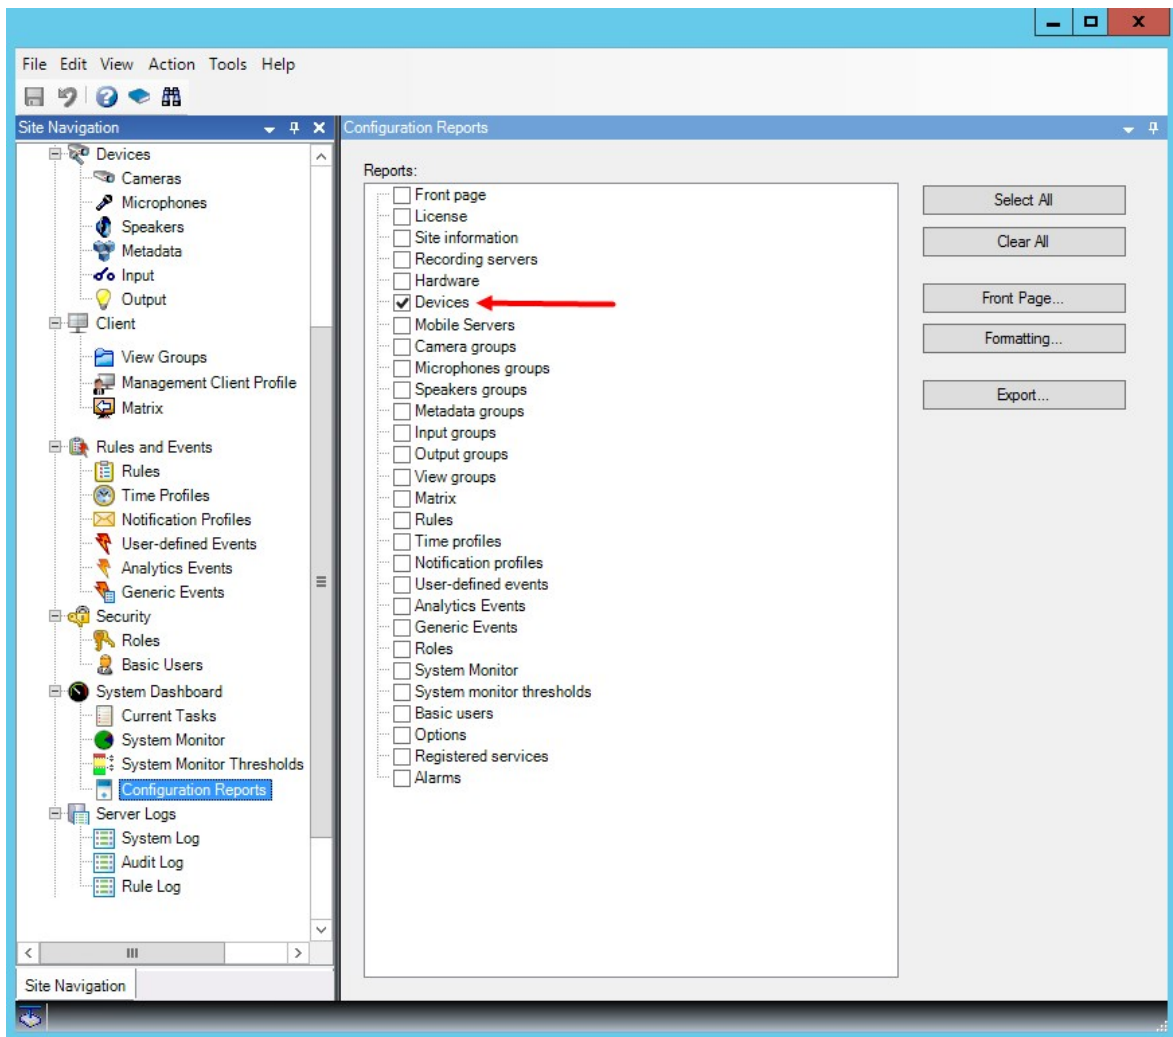 File Edit View Action Tools Help
Site Navigation
Devices
Cameras
Microphones
Speakers
Metadata
Input
Output
Client
View Groups
Management Client Profile
Matrix
Rules and Events
Rules
Time Profiles
Notification Profiles
User-defined Events
Analytics Events
Generic Events
Security
Roles
Basic Users
System Dashboard
Current Tasks
System Monitor
System Monitor Thresholds
Configuration Reports
Server Logs
System Log
Audit Log
Rule Log
Site Navigation
Configuration Reports
Reports:
Front page
License
Site information
Recording servers
Hardware
Devices
Mobile Servers
Camera groups
Microphones groups
Speakers groups
Metadata groups
Input groups
Output groups
View groups
Matrix
Rules
Time profiles
Notification profiles
User-defined events
Analytics Events
Generic Events
Roles
System Monitor
System monitor thresholds
Basic users
Options
Registered services
Alarms
Select All
Clear All
Front Page...
Formatting...
Export...